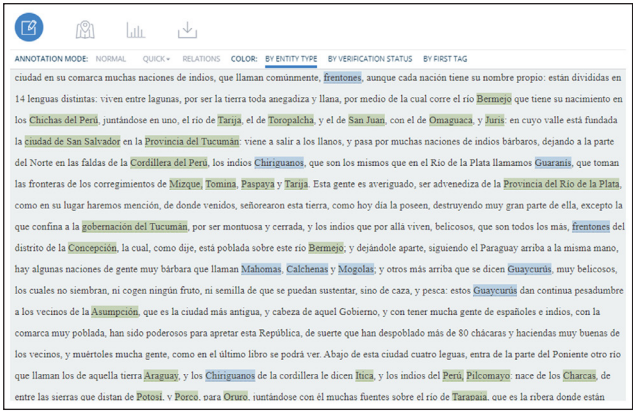 ANNOTATION MODE: NORMAL QUICK RELATIONS COLOR: BY ENTITY TYPE BY VERIFICATION STATUS BY FIRST TAG
ciudad en su comarca muchas naciones de indios, que llaman comúnmente, frentones, aunque cada nación tiene su nombre propio: están divididas en
14 lenguas distintas: viven entre lagunas, por ser la tierra toda anegadiza y llana, por medio de la cual corre el río Bermejo que tiene su nacimiento en
los Chichas del Perú, juntándose en uno, el río de Tarija, el de Toropalcha, y el de San Juan, con el de Omaguaca, y Juris: en cuyo valle está fundada
la ciudad de San Salvador en la Provincia del Tucumán: viene a salir a los llanos, y pasa por muchas naciones de indios bárbaros, dejando a la parte
del Norte en las faldas de la Cordillera del Perú, los indios Chiriguanos, que son los mismos que en el Río de la Plata llamamos Guaranis, que toman
las fronteras de los corregimientos de Mizque, Tomina, Paspaya y Tarija. Esta gente es averiguado, ser advenediza de la Provincia del Río de la Plata,
como en su lugar haremos mención, de donde venidos, señorearon esta tierra, como hoy día la poseen, destruyendo muy gran parte de ella, excepto la
que confina a la gobernación del Tucumán, por ser montuosa y cerrada, y los indios que por allá viven, belicosos, que son todos los más, frentones del
distrito de la Concepción, la cual, como dije, está poblada sobre este río Bermejo; y dejándole aparte, siguiendo el Paraguay arriba a la misma mano,
hay algunas naciones de gente muy bárbara que llaman Mahomas, Calchenas y Mogolas; y otros más arriba que se dicen Guaycurús, muy belicosos,
los cuales no siembran, ni cogen ningún fruto, ni semilla de que se puedan sustentar, sino de caza, y pesca: estos Guaycurús dan continua pesadumbre
a los vecinos de la Asumpción, que es la ciudad más antigua, y cabeza de aquel Gobierno, y con tener mucha gente de españoles e indios, con la
comarca muy poblada, han sido poderosos para apretar esta República, de suerte que han despoblado más de 80 chácaras y haciendas muy buenas de
los vecinos, y muértoles mucha gente, como en el último libro se podrá ver. Abajo de esta ciudad cuatro leguas, entra de la parte del Poniente otro río
que llaman los de aquella tierra Araguay, y los Chiriguanos de la cordillera le dicen Itica, y los indios del Perú, Pilcomayo: nace de los Charcas, de
entre las sierras que distan de Potosi, y Porco, para Oruro, juntándose con él muchas fuentes sobre el río de Tarapaia, que es la ribera donde están